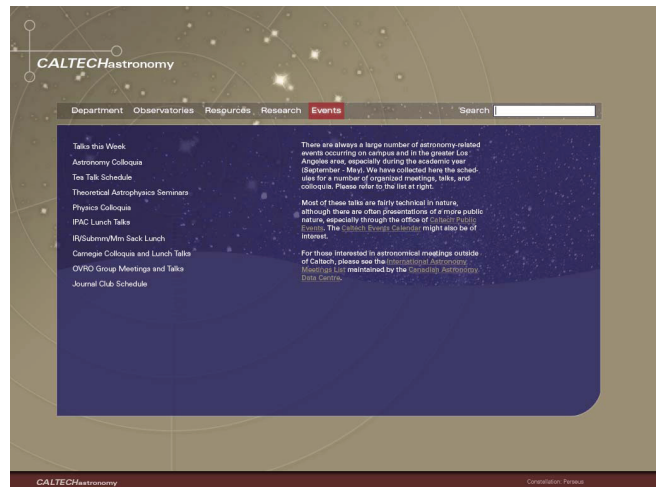 CALTECHastronomy
Department Observatories Resources Research Events Search
Talks this Week
Astronomy Colloquia
Tea Talk Schedule
Theoretical Astrophysics Seminars
Physics Colloquia
IPAC Lunch Talks
IR/Submm/Mm Sack Lunch
Carnegie Colloquia and Lunch Talks
OVRO Group Meetings and Talks
Journal Club Schedule
There are always a large number of astronomy-related
events occurring on campus and in the greater Los
Angeles area, especially during the academic year
(September - May). We have collected here the sched-
ules for a number of organized meetings, talks, and
colloquia. Please refer to the list at right.
Most of these talks are fairly technical in nature,
although there are often presentations of a more public
nature, especially through the office of Caltech Public
Events. The Caltech Events Calendar might also be of
interest.
For those interested in astronomical meetings outside
of Caltech, please see the International Astronomy
Meetings List maintained by the Canadian Astronomy
Data Centre.
CALTECHastronomy
Constellation: Perseus